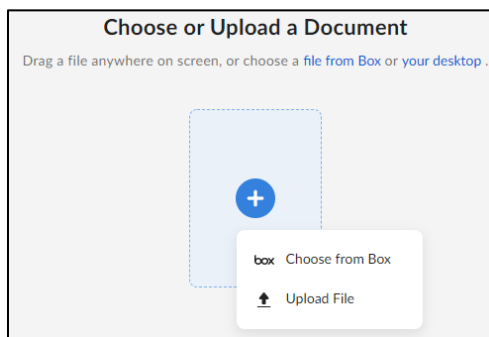 Choose or Upload a Document
Drag a file anywhere on screen, or choose a file from Box or your desktop .
box Choose from Box
Upload File